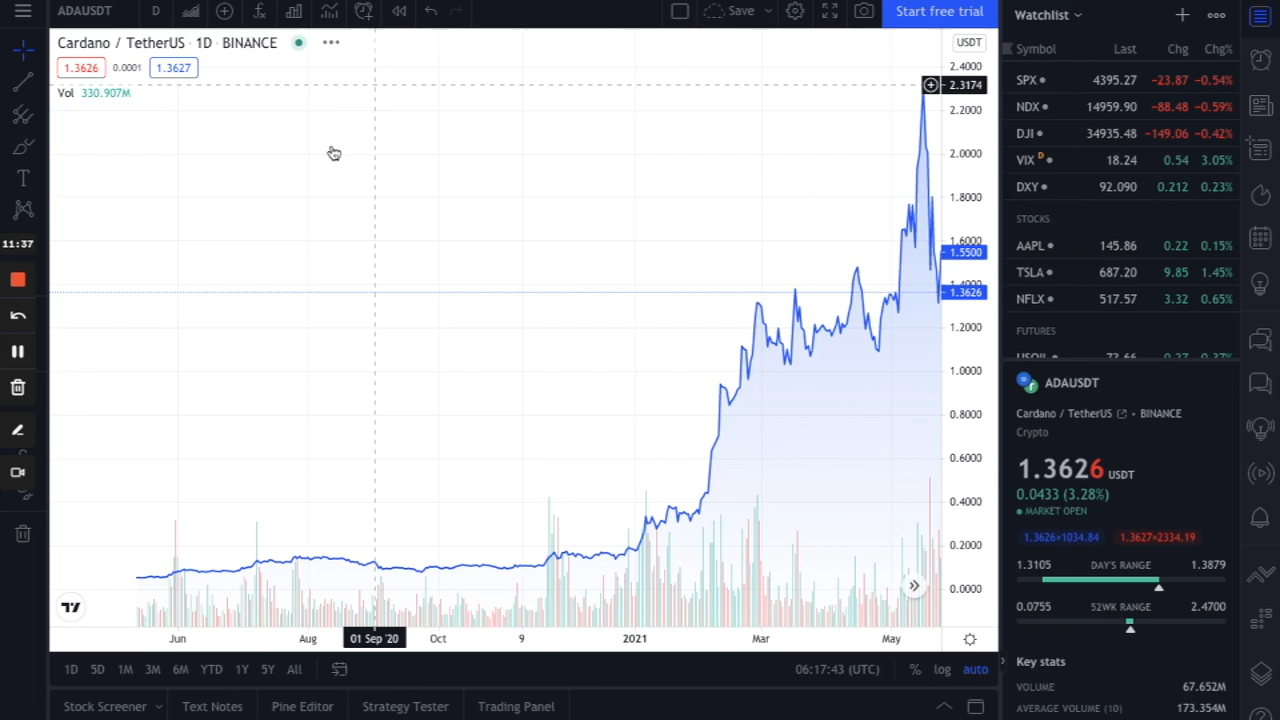 ADAUSDT D Save Start free trial
Cardano / TetherUS · 1D · BINANCE
1.3626 0.0001 1.3627
Vol 330.907M
USDT
2.4000
2.3174
2.2000
2.0000
1.8000
1.6000
1.5500
1.3626
1.2000
1.0000
0.8000
0.6000
0.4000
0.2000
0.0000
Jun Aug 01 Sep '20 Oct 9 2021 Mar May
1D 5D 1M 3M 6M YTD 1Y 5Y All 06:17:43 (UTC) % log auto
Stock Screener Text Notes Pine Editor Strategy Tester Trading Panel
11:37
Watchlist
Symbol Last Chg Chg%
SPX 4395.27 −23.87 −0.54%
NDX 14959.90 −88.48 −0.59%
DJI 34935.48 −149.06 −0.42%
VIX D 18.24 0.54 3.05%
DXY 92.090 0.212 0.23%
STOCKS
AAPL 145.86 0.22 0.15%
TSLA 687.20 9.85 1.45%
NFLX 517.57 3.32 0.65%
FUTURES
USOIL 73.66 0.27 0.37%
ADAUSDT
Cardano / TetherUS • BINANCE
Crypto
1.3626 USDT
0.0433 (3.28%)
MARKET OPEN
1.3626×1034.84 1.3627×2334.19
1.3105 DAY'S RANGE 1.3879
0.0755 52WK RANGE 2.4700
Key stats
VOLUME 67.652M
AVERAGE VOLUME (10) 173.354M